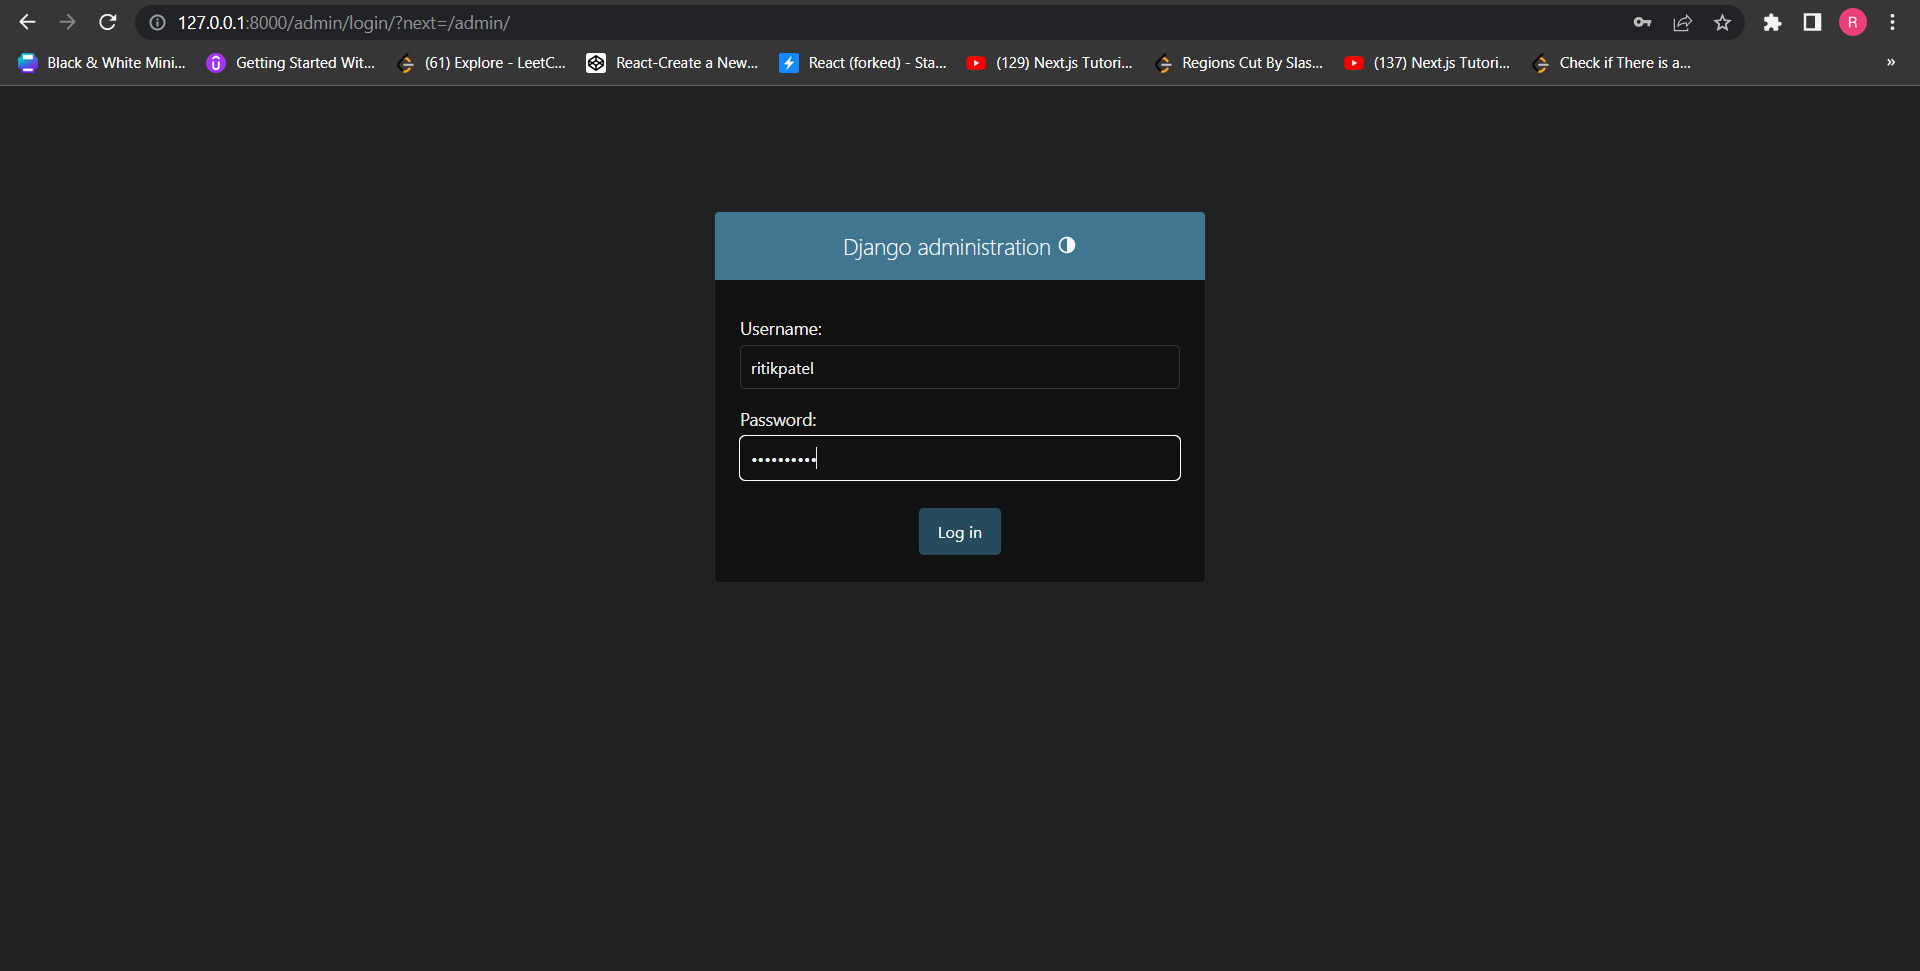 127.0.0.1:8000/admin/login/?next=/admin/
R
Black & White Mini... Getting Started Wit... (61) Explore - LeetC... React-Create a New... React (forked) - Sta... (129) Next.js Tutori... Regions Cut By Slas... (137) Next.js Tutori... Check if There is a... »
Django administration
Username:
ritikpatel
Password:
••••••••••
Log in